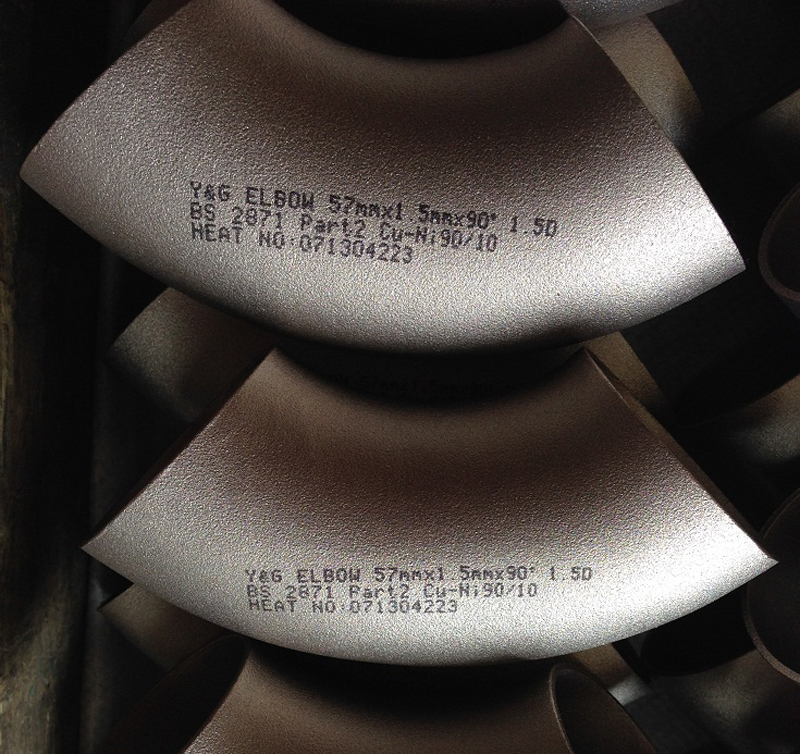 Y&G ELBOW 57mmx1.5mmx90° 1.5D
BS 2871 Part2 Cu-Ni90/10
HEAT NO:071304223
Y&G ELBOW 57mmx1.5mmx90° 1.5D
BS 2871 Part2 Cu-Ni90/10
HEAT NO:071304223